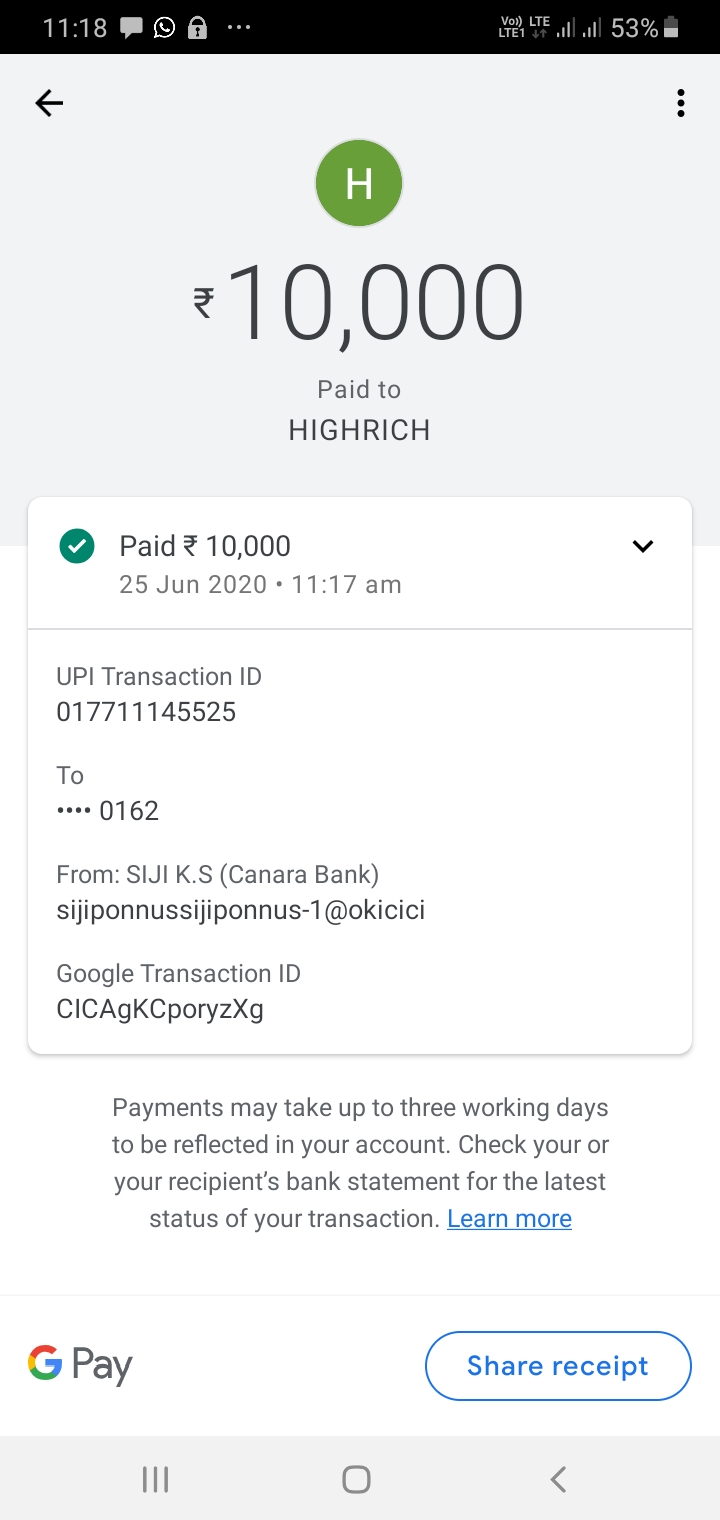 11:18 ... Vo)) LTE LTE1 53%
H
₹10,000
Paid to
HIGHRICH
Paid ₹ 10,000
25 Jun 2020 • 11:17 am
UPI Transaction ID
017711145525
To
•••• 0162
From: SIJI K.S (Canara Bank)
sijiponnussijiponnus-1@okicici
Google Transaction ID
CICAgKCporyzXg
Payments may take up to three working days
to be reflected in your account. Check your or
your recipient’s bank statement for the latest
status of your transaction. Learn more
G Pay
Share receipt